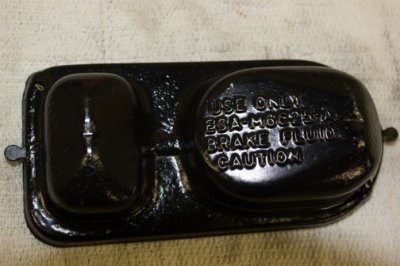 USE ONLY
BRAKE FLUID
CAUTION